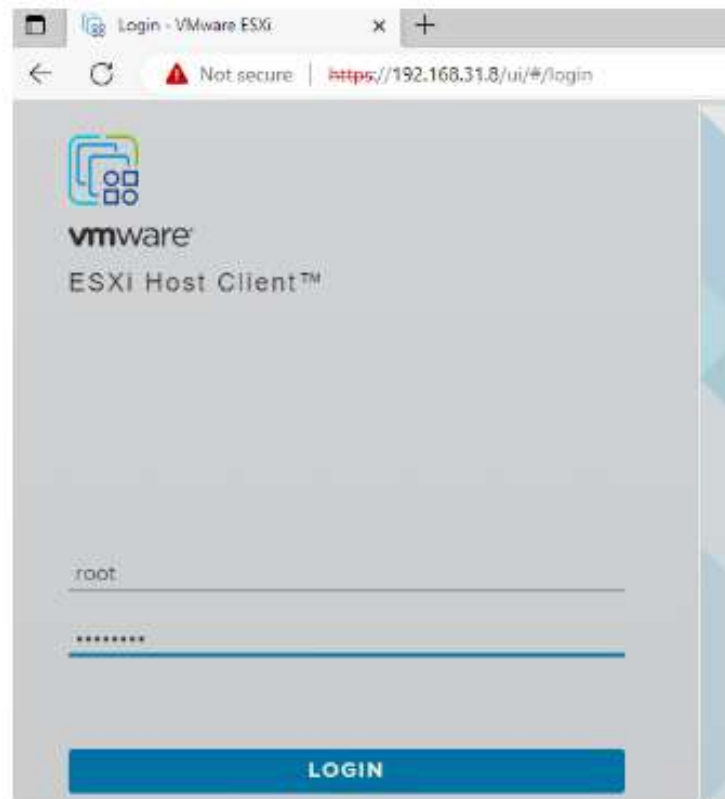 Login - VMware ESXi
Not secure | https://192.168.31.8/ui/#/login
vmware
ESXi Host Client™
root
••••••••
LOGIN